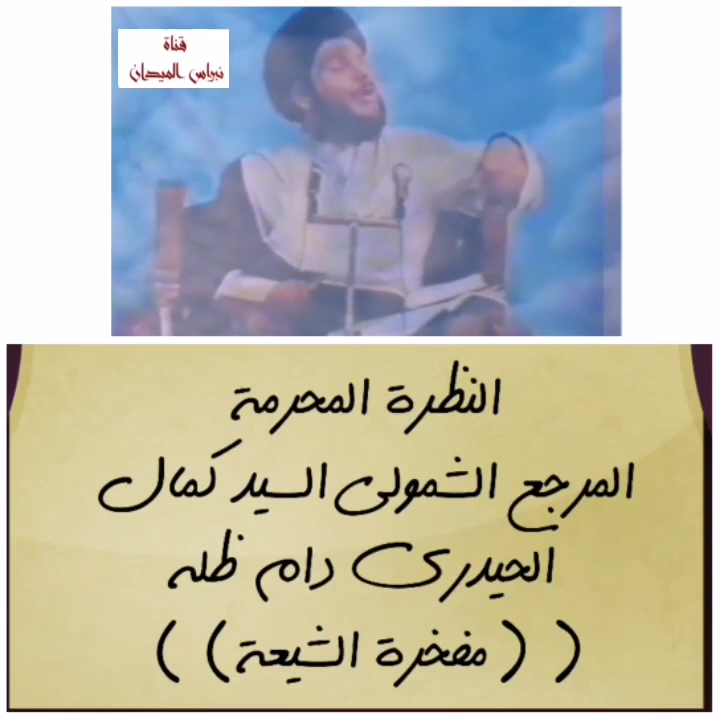 قناة
نبراس الميدان
النظرة المحرمة
المرجع الشمولي السيد كمال
الحيدري دام ظله
( ( مفخرة الشيعة ) )